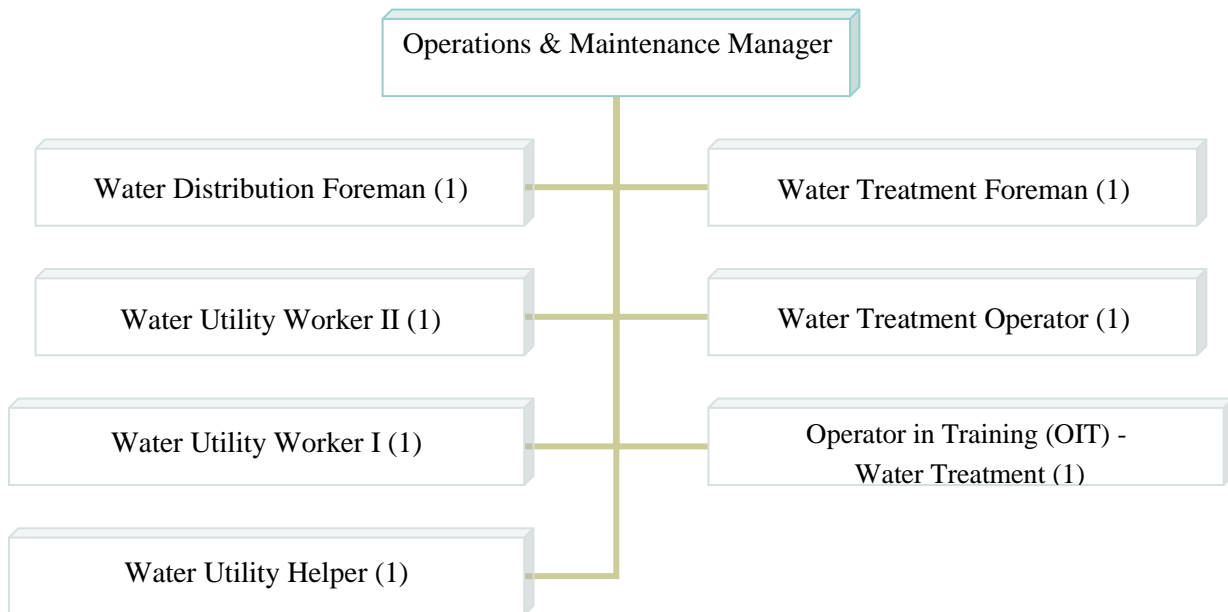 Operations & Maintenance Manager
Water Distribution Foreman (1)
Water Treatment Foreman (1)
Water Utility Worker II (1)
Water Treatment Operator (1)
Water Utility Worker I (1)
Operator in Training (OIT) -
Water Treatment (1)
Water Utility Helper (1)